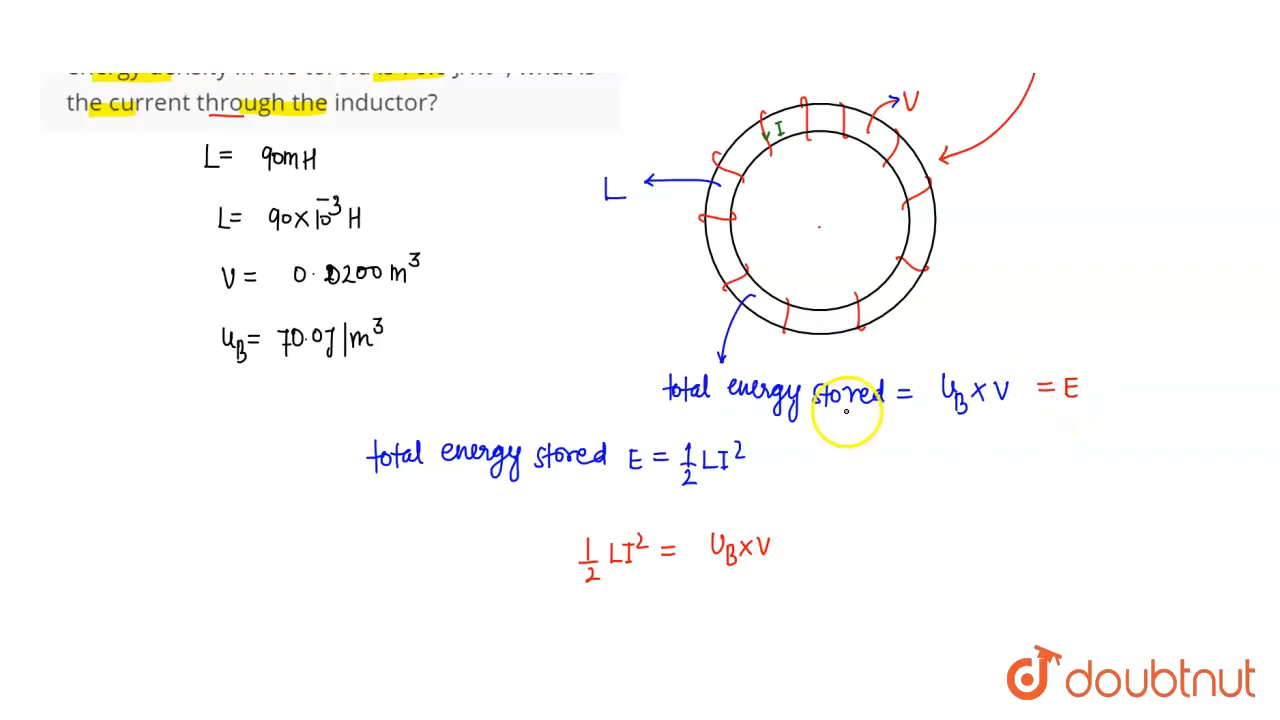 the current through the inductor?
L= 90mH
L= 90×10⁻³ H
V= 0.0200 m³
U_B= 70.0J/m³
V
I
L
total energy stored = U_B × V = E
total energy stored E = 1/2 LI²
1/2 LI² = U_B×V
doubtnut